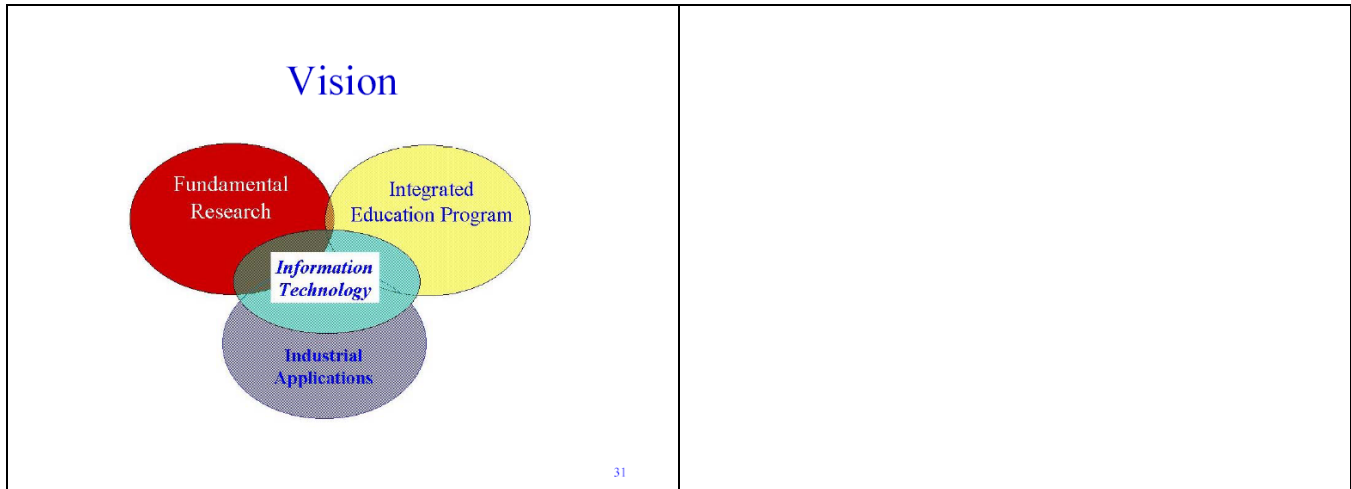 Vision
Fundamental
Research
Integrated
Education Program
Information
Technology
Industrial
Applications
31